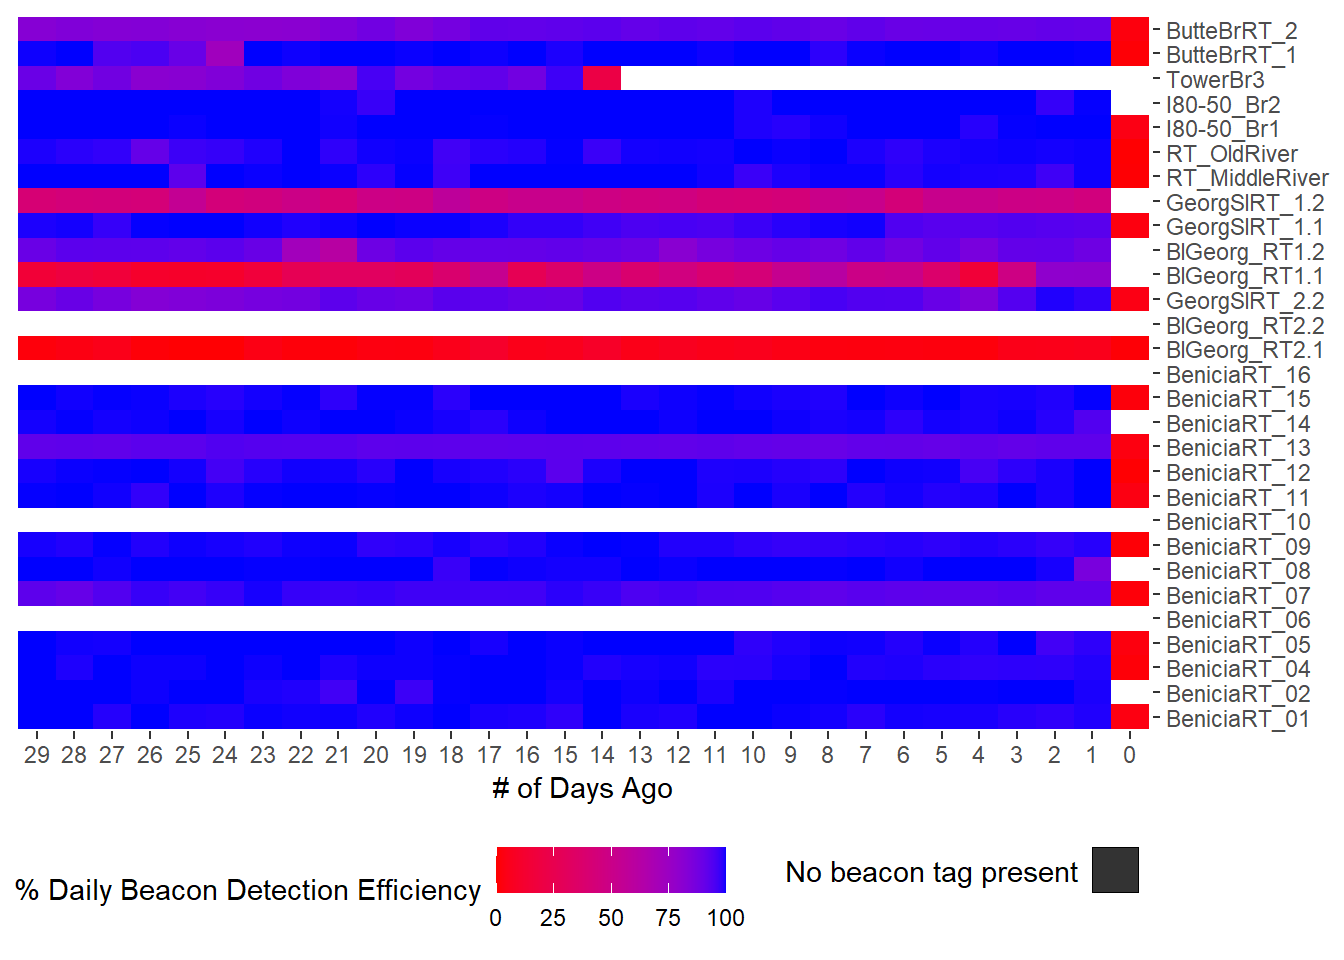 ButteBrRT_2
ButteBrRT_1
TowerBr3
I80-50_Br2
I80-50_Br1
RT_OldRiver
RT_MiddleRiver
GeorgSlRT_1.2
GeorgSlRT_1.1
BlGeorg_RT1.2
BlGeorg_RT1.1
GeorgSlRT_2.2
BlGeorg_RT2.2
BlGeorg_RT2.1
BeniciaRT_16
BeniciaRT_15
BeniciaRT_14
BeniciaRT_13
BeniciaRT_12
BeniciaRT_11
BeniciaRT_10
BeniciaRT_09
BeniciaRT_08
BeniciaRT_07
BeniciaRT_06
BeniciaRT_05
BeniciaRT_04
BeniciaRT_02
BeniciaRT_01
29 28 27 26 25 24 23 22 21 20 19 18 17 16 15 14 13 12 11 10 9 8 7 6 5 4 3 2 1 0
# of Days Ago
% Daily Beacon Detection Efficiency
0 25 50 75 100
No beacon tag present